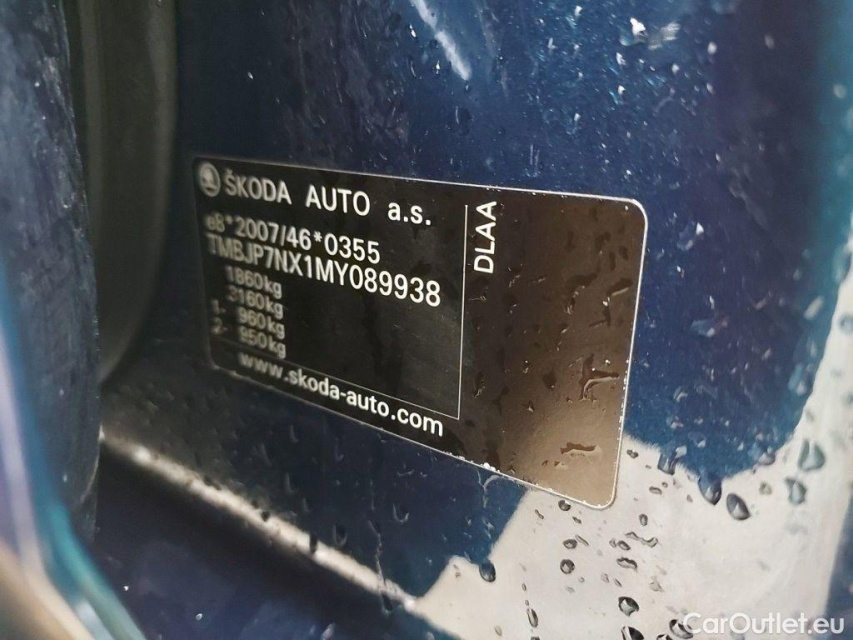 ŠKODA AUTO a.s.
e8*2007/46*0355
TMBJP7NX1MY089938
1860kg
3160kg
1- 960kg
2- 950kg
www.skoda-auto.com
DLAA
CarOutlet.eu